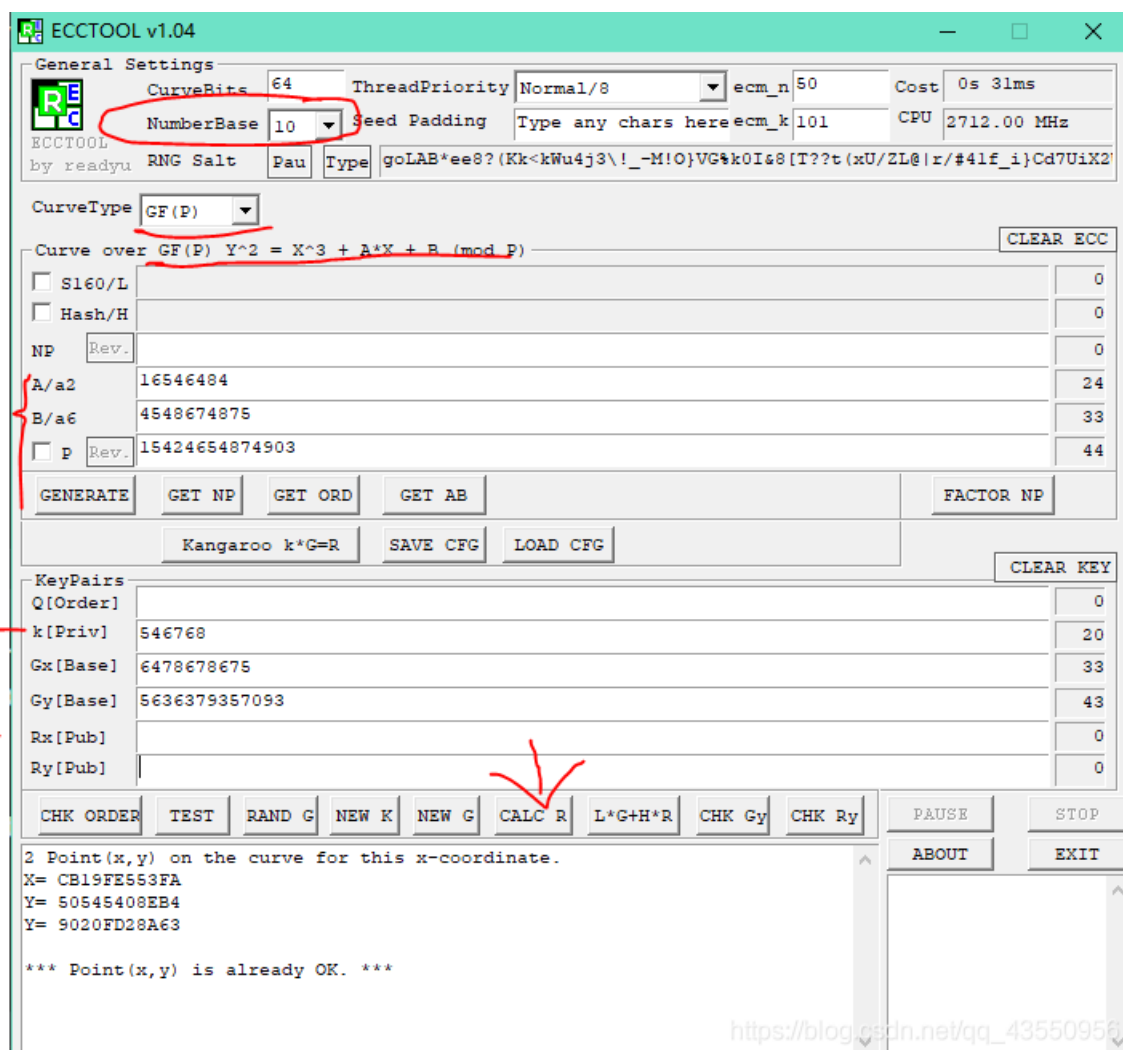 ECCTOOL v1.04
General Settings
CurveBits 64 ThreadPriority Normal/8 ecm_n 50 Cost 0s 31ms
NumberBase 10 Seed Padding Type any chars here ecm_k 101 CPU 2712.00 MHz
ECCTOOL
by readyu RNG Salt Pau Type goLAB*ee8?(Kk<kWu4j3\!_-M!O}VG%k0I&8[T??t(xU/ZL@|r/#4lf_i}Cd7UiX2
CurveType GF(P)
Curve over GF(P) Y^2 = X^3 + A*X + B (mod P) CLEAR ECC
S160/L 0
Hash/H 0
NP Rev. 0
A/a2 16546484 24
B/a6 4548674875 33
P Rev. 15424654874903 44
GENERATE GET NP GET ORD GET AB FACTOR NP
Kangaroo k*G=R SAVE CFG LOAD CFG
CLEAR KEY
KeyPairs
Q[Order] 0
k[Priv] 546768 20
Gx[Base] 6478678675 33
Gy[Base] 5636379357093 43
Rx[Pub] 0
Ry[Pub] 0
CHK ORDER TEST RAND G NEW K NEW G CALC R L*G+H*R CHK Gy CHK Ry PAUSE STOP
ABOUT EXIT
2 Point(x,y) on the curve for this x-coordinate.
X= CB19FE553FA
Y= 50545408EB4
Y= 9020FD28A63
*** Point(x,y) is already OK. ***
https://blog.csdn.net/qq_43550956